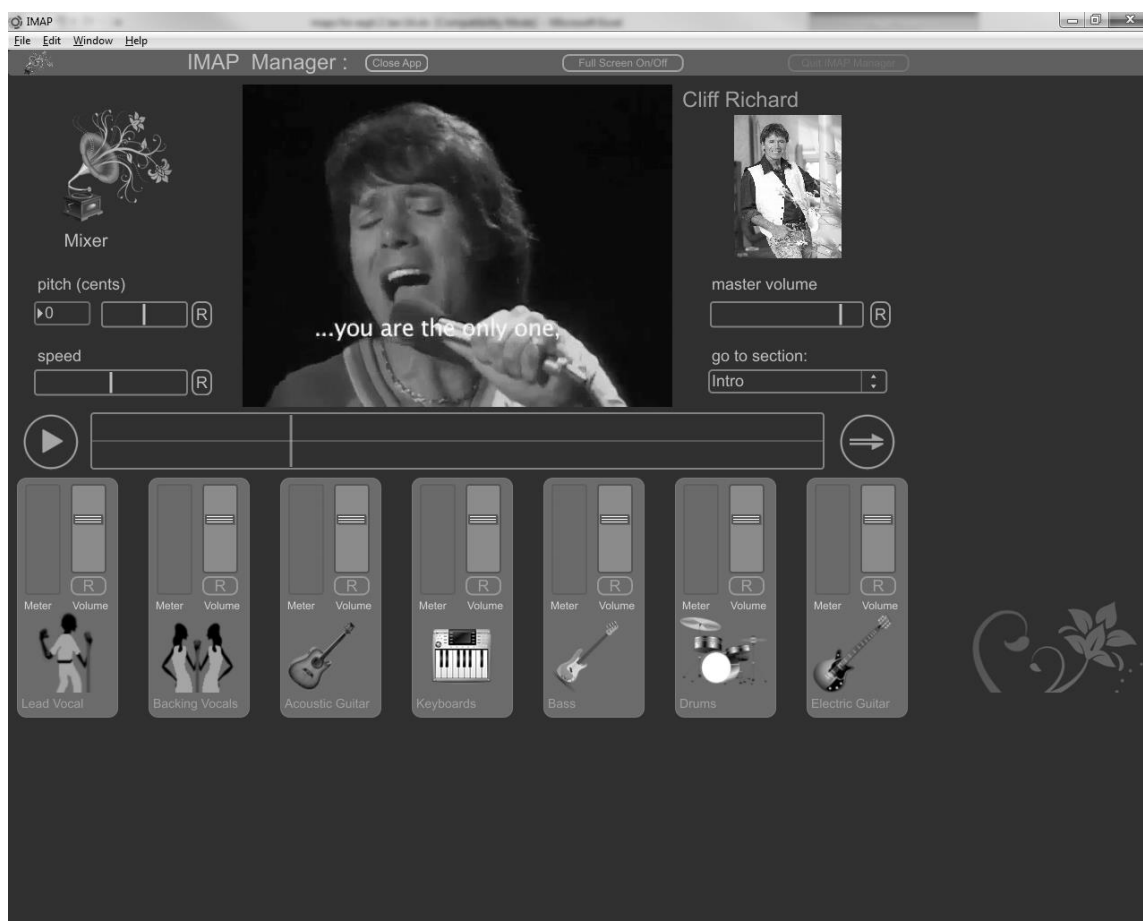 IMAP
File Edit Window Help
IMAP Manager : Close App Full Screen On/Off Quit IMAP Manager
Cliff Richard
Mixer
pitch (cents)
0 R
speed
R
...you are the only one,
master volume
R
go to section:
Intro
R R R R R R R
Meter Volume Meter Volume Meter Volume Meter Volume Meter Volume Meter Volume Meter Volume
Lead Vocal Backing Vocals Acoustic Guitar Keyboards Bass Drums Electric Guitar